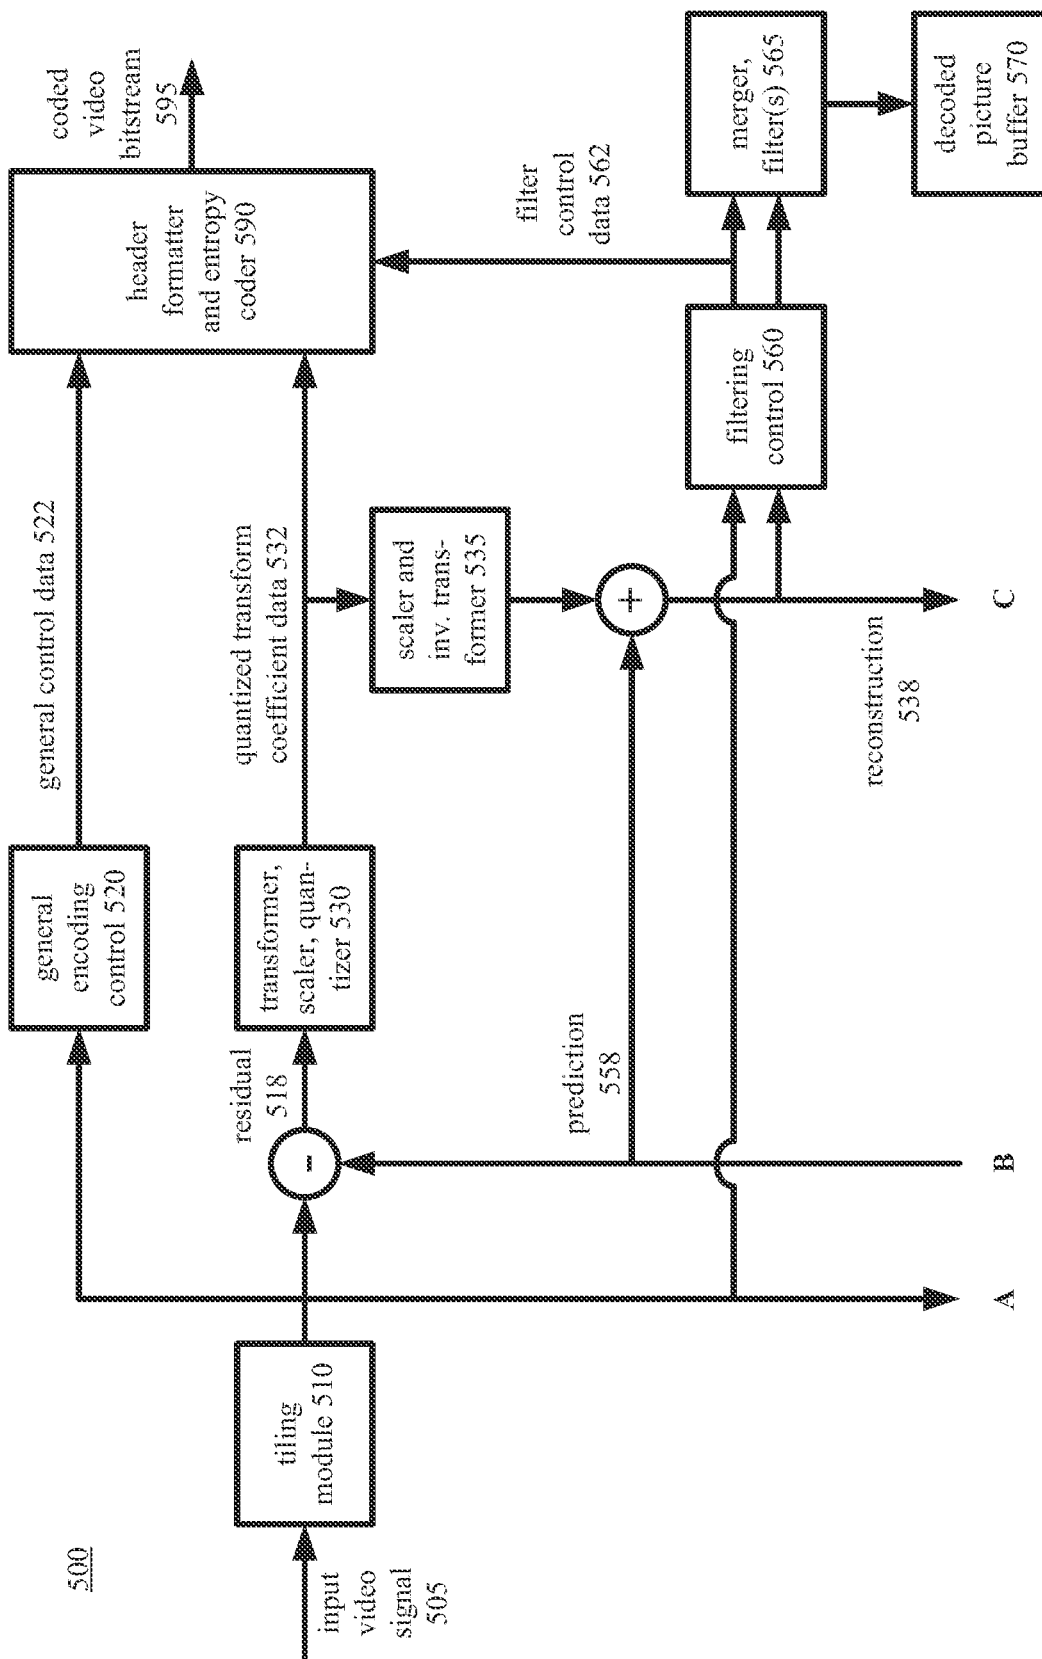 500
input
video
signal
505
tiling
module 510
general
encoding
control 520
general control data 522
residual
518
-
transformer,
scaler, quan-
tizer 530
quantized transform
coefficient data 532
header
formatter
and entropy
coder 590
coded
video
bitstream
595
scaler and
inv. trans-
former 535
prediction
558
+
filter
control
data 562
filtering
control 560
merger,
filter(s) 565
decoded
picture
buffer 570
reconstruction
538
A
B
C